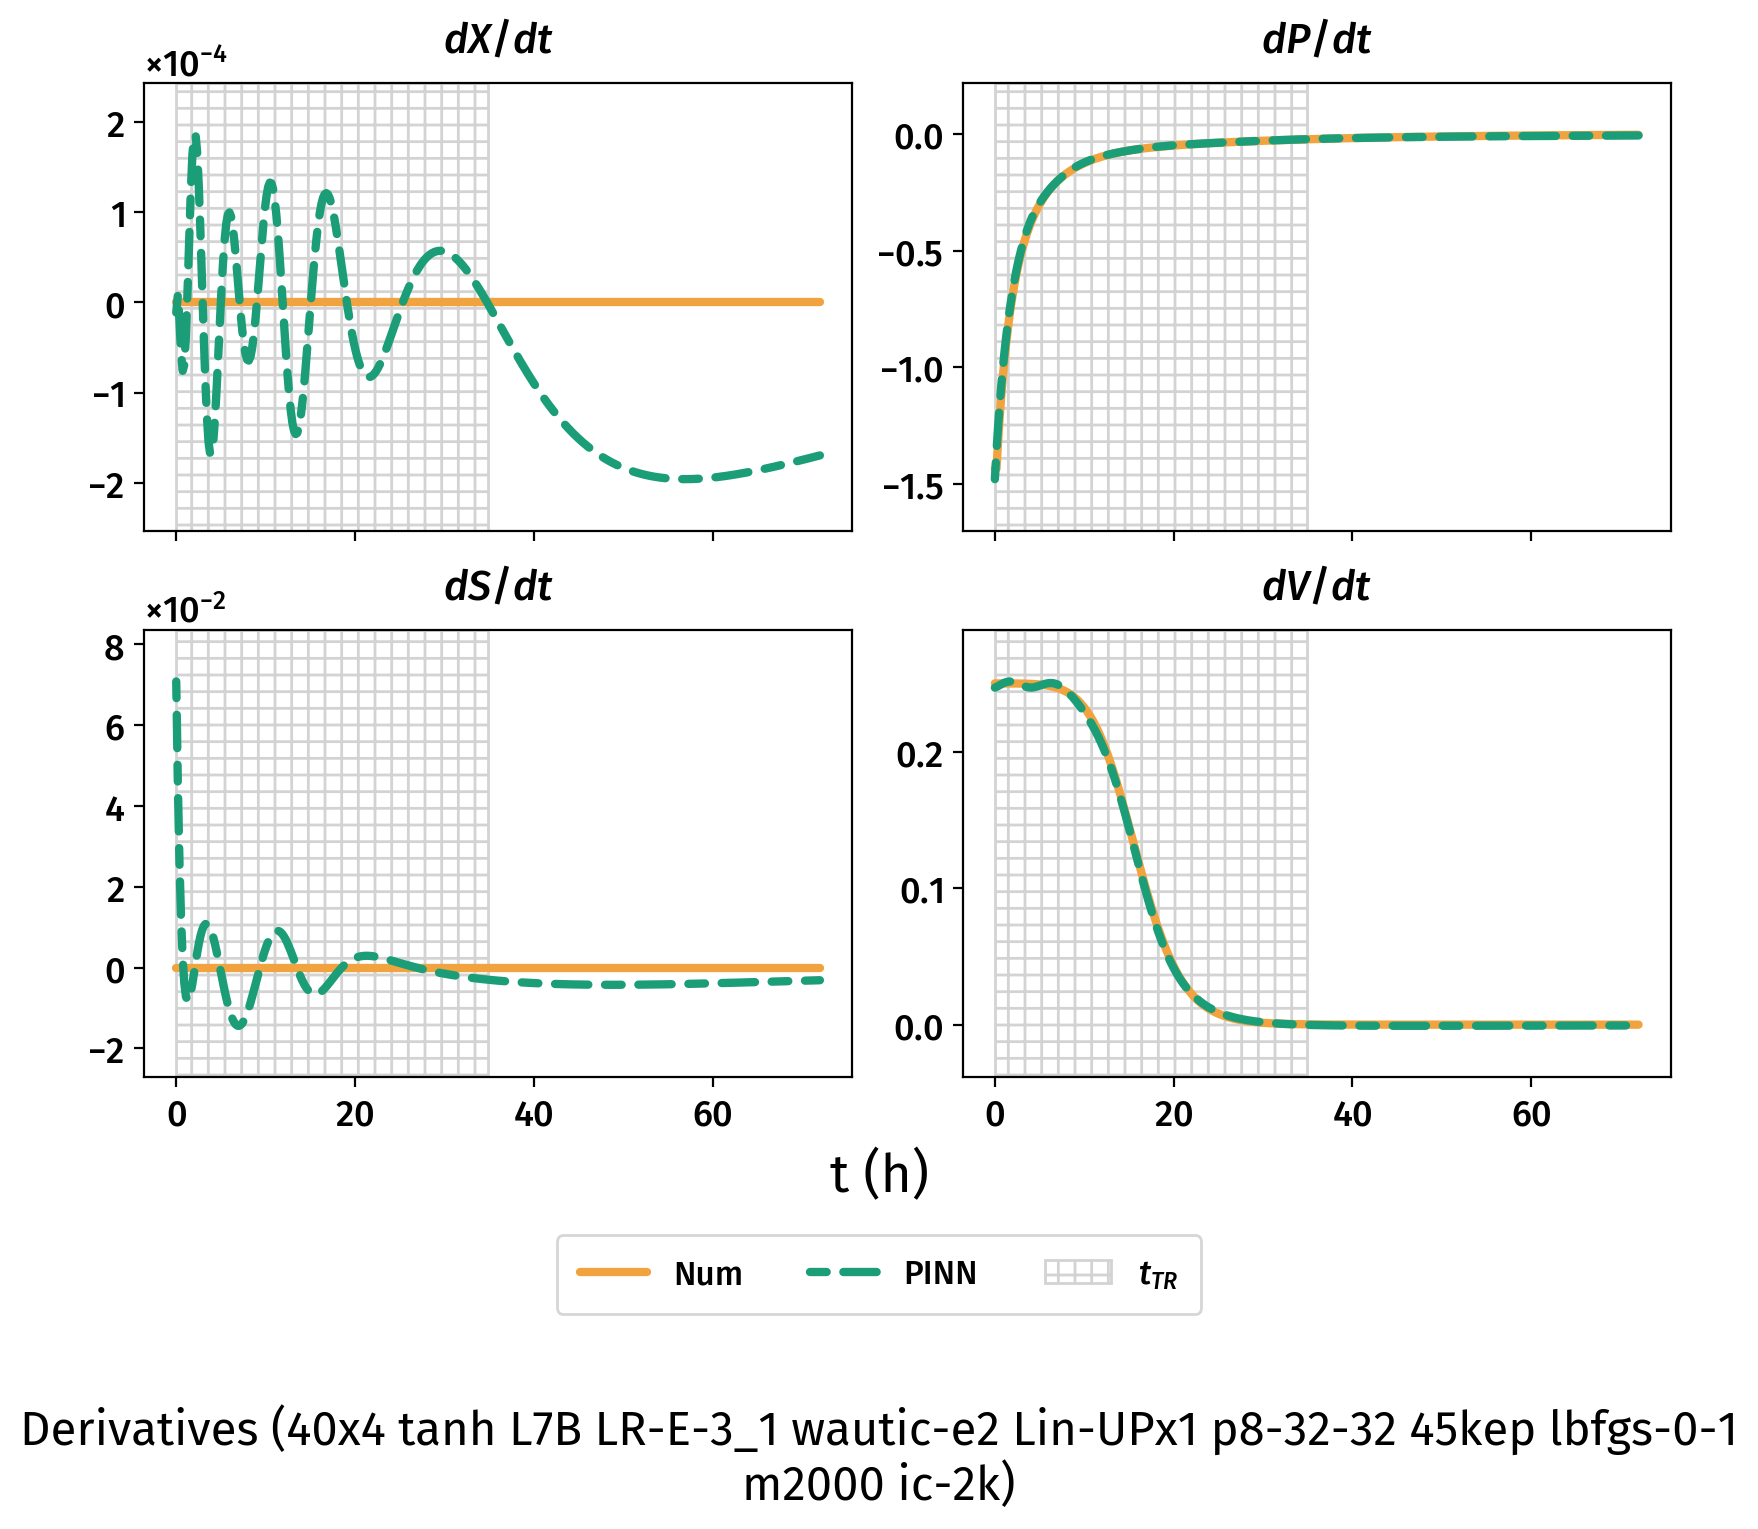 dX/dt
×10⁻⁴
2
1
0
−1
−2
dP/dt
0.0
−0.5
−1.0
−1.5
dS/dt
×10⁻²
8
6
4
2
0
−2
0 20 40 60
dV/dt
0.2
0.1
0.0
0 20 40 60
t (h)
Num PINN t_TR
Derivatives (40x4 tanh L7B LR-E-3_1 wautic-e2 Lin-UPx1 p8-32-32 45kep lbfgs-0-1
m2000 ic-2k)